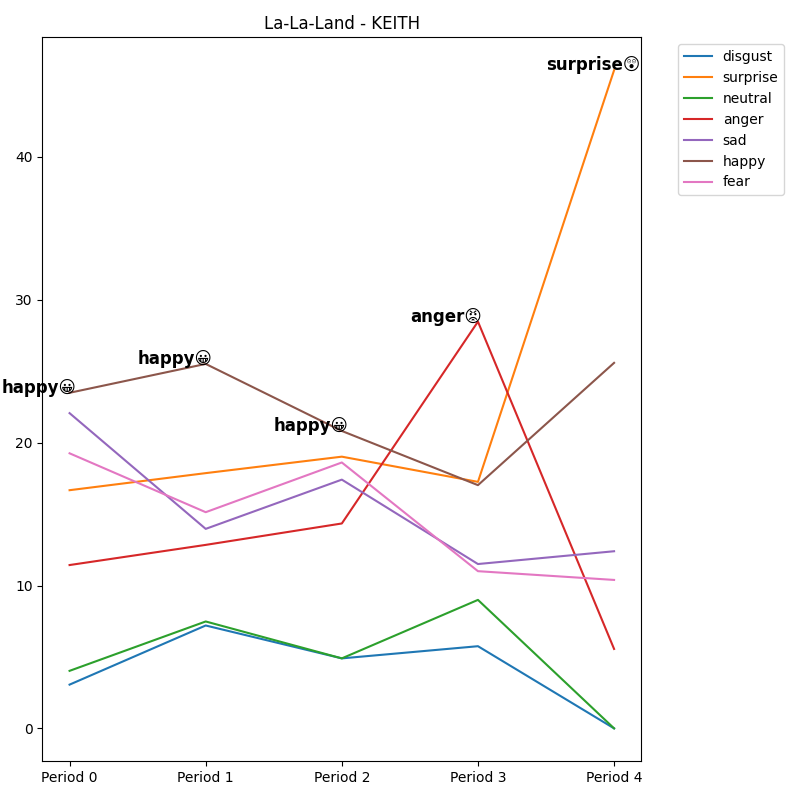 La-La-Land - KEITH
surprise😲
disgust
surprise
neutral
anger
sad
happy
fear
40
30
anger😡
happy😀
happy😀
happy😀
20
10
0
Period 0 Period 1 Period 2 Period 3 Period 4